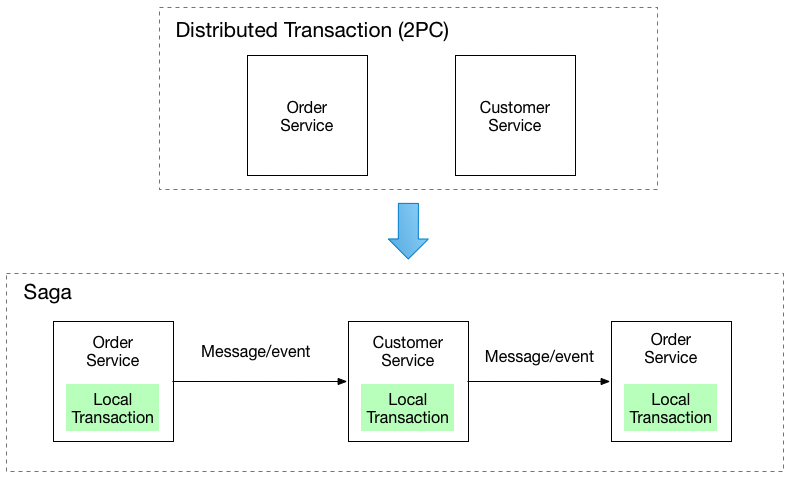 Distributed Transaction (2PC)
Order
Service
Customer
Service
Saga
Order
Service
Local
Transaction
Message/event
Customer
Service
Local
Transaction
Message/event
Order
Service
Local
Transaction